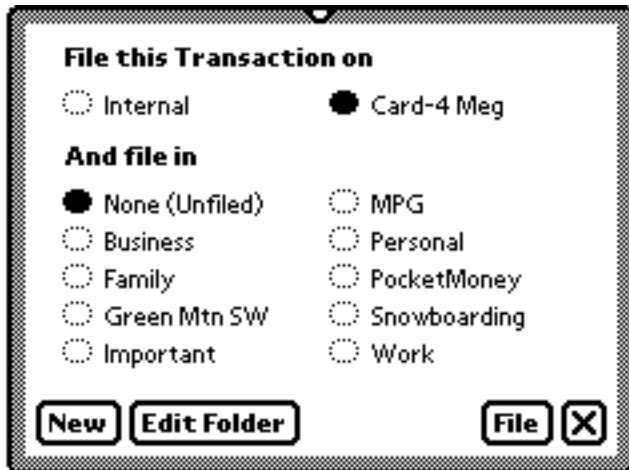 File this Transaction on
Internal Card-4 Meg
And file in
None (Unfiled) MPG
Business Personal
Family PocketMoney
Green Mtn SW Snowboarding
Important Work
New Edit Folder File X